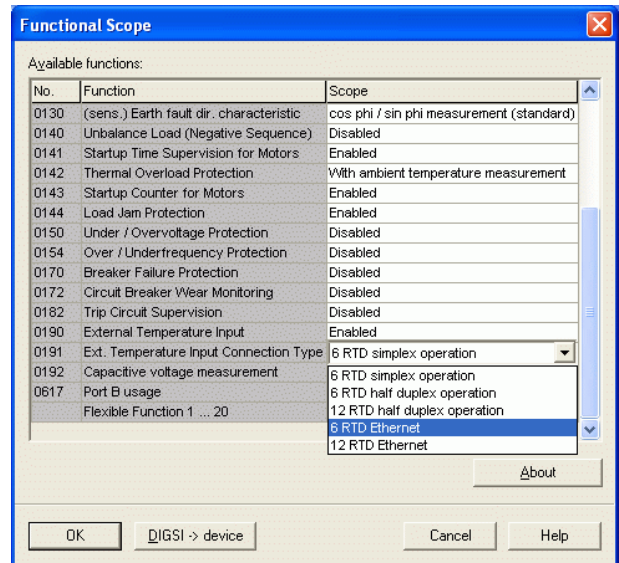 Functional Scope
Available functions:
No. Function Scope
0130 (sens.) Earth fault dir. characteristic cos phi / sin phi measurement (standard)
0140 Unbalance Load (Negative Sequence) Disabled
0141 Startup Time Supervision for Motors Enabled
0142 Thermal Overload Protection With ambient temperature measurement
0143 Startup Counter for Motors Enabled
0144 Load Jam Protection Enabled
0150 Under / Overvoltage Protection Disabled
0154 Over / Underfrequency Protection Disabled
0170 Breaker Failure Protection Disabled
0172 Circuit Breaker Wear Monitoring Disabled
0182 Trip Circuit Supervision Disabled
0190 External Temperature Input Enabled
0191 Ext. Temperature Input Connection Type 6 RTD simplex operation
0192 Capacitive voltage measurement
0617 Port B usage
Flexible Function 1 ... 20
6 RTD simplex operation
6 RTD half duplex operation
12 RTD half duplex operation
6 RTD Ethernet
12 RTD Ethernet
About
OK DIGSI -> device Cancel Help